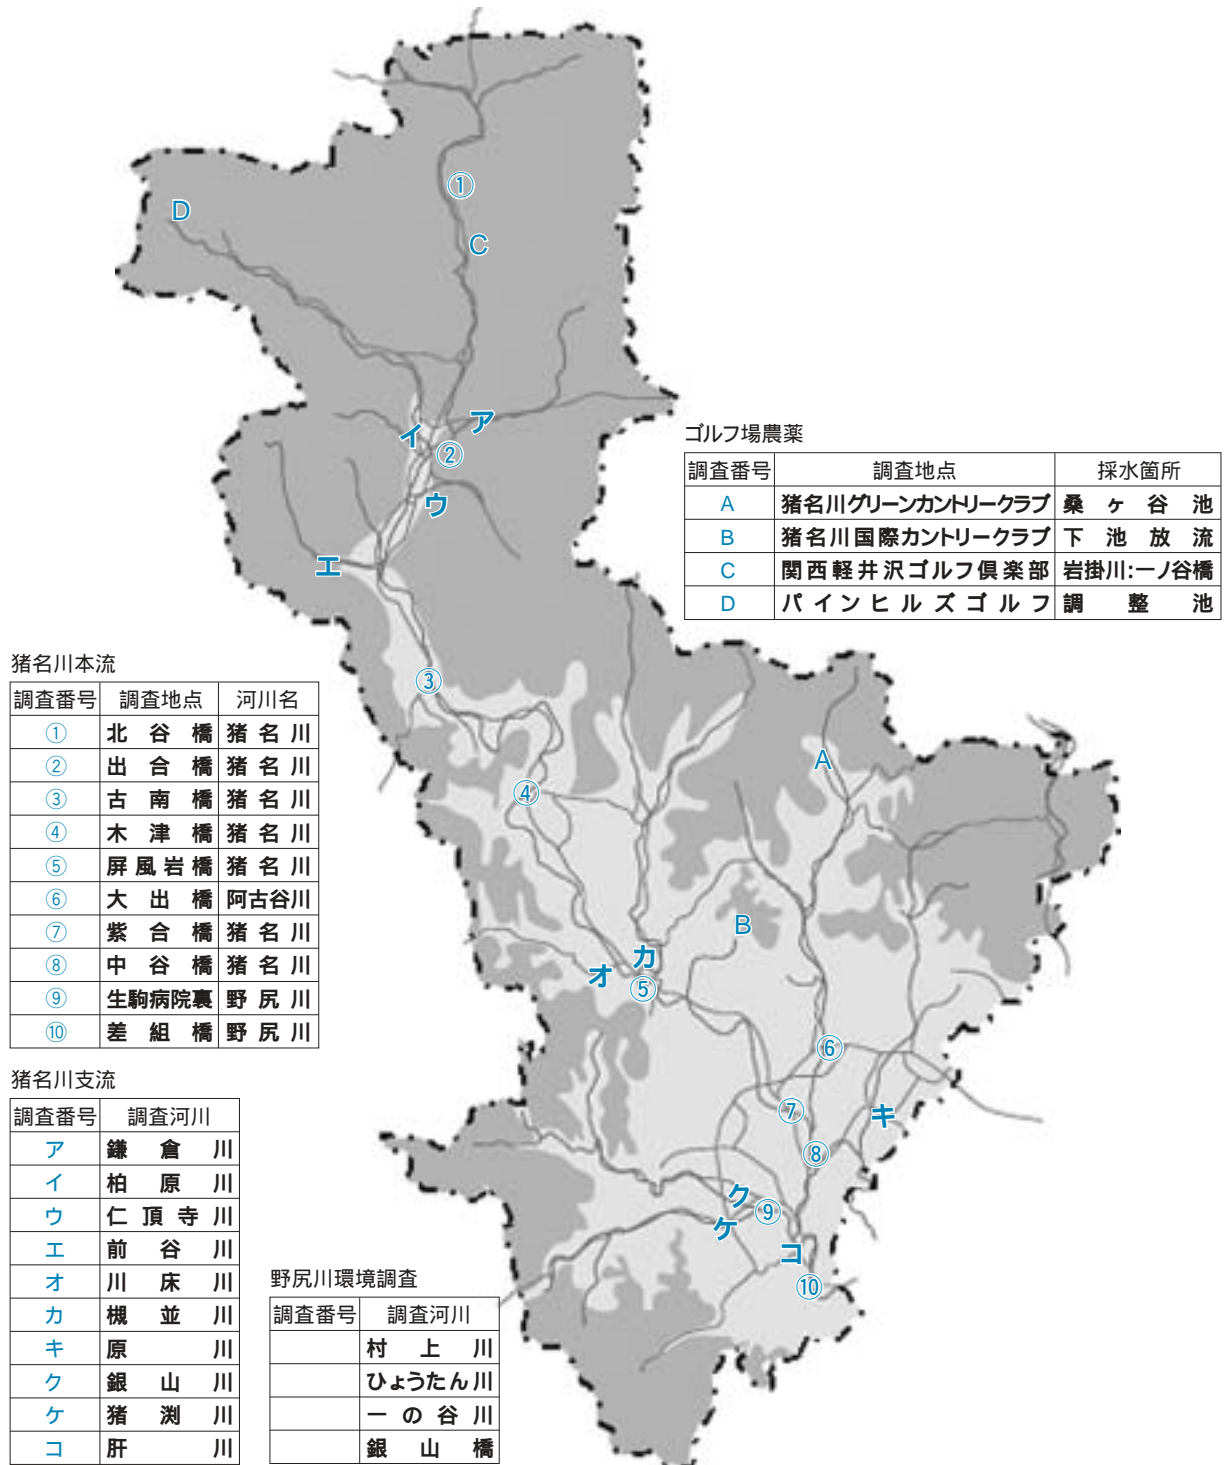 ①
D
C
ア
イ
②
ウ
エ
③
④
A
B
カ
オ
⑤
⑥
⑦
キ
⑧
ク
⑨
ケ
コ
⑩
ゴルフ場農薬
調査番号 調査地点 採水箇所
A 猪名川グリーンカントリークラブ 桑ヶ谷池
B 猪名川国際カントリークラブ 下池放流
C 関西軽井沢ゴルフ倶楽部 岩掛川:一ノ谷橋
D パインヒルズゴルフ 調整池
猪名川本流
調査番号 調査地点 河川名
① 北谷橋 猪名川
② 出合橋 猪名川
③ 古南橋 猪名川
④ 木津橋 猪名川
⑤ 屏風岩橋 猪名川
⑥ 大出橋 阿古谷川
⑦ 紫合橋 猪名川
⑧ 中谷橋 猪名川
⑨ 生駒病院裏 野尻川
⑩ 差組橋 野尻川
猪名川支流
調査番号 調査河川
ア 鎌倉川
イ 柏原川
ウ 仁頂寺川
エ 前谷川
オ 川床川
カ 槻並川
キ 原川
ク 銀山川
ケ 猪渕川
コ 肝川
野尻川環境調査
調査番号 調査河川
村上川
ひょうたん川
一の谷川
銀山橋